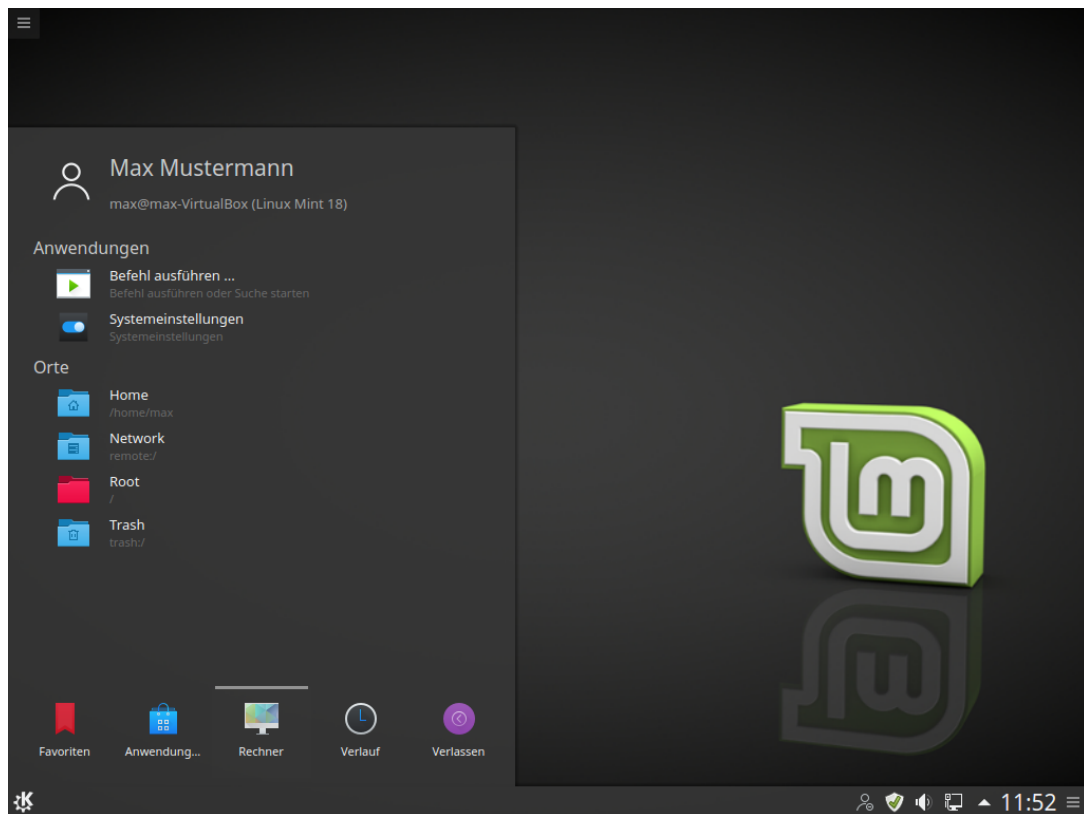 Max Mustermann
max@max-VirtualBox (Linux Mint 18)
Anwendungen
Befehl ausführen ...
Befehl ausführen oder Suche starten
Systemeinstellungen
Systemeinstellungen
Orte
Home
/home/max
Network
remote:/
Root
/
Trash
trash:/
Favoriten
Anwendung...
Rechner
Verlauf
Verlassen
11:52